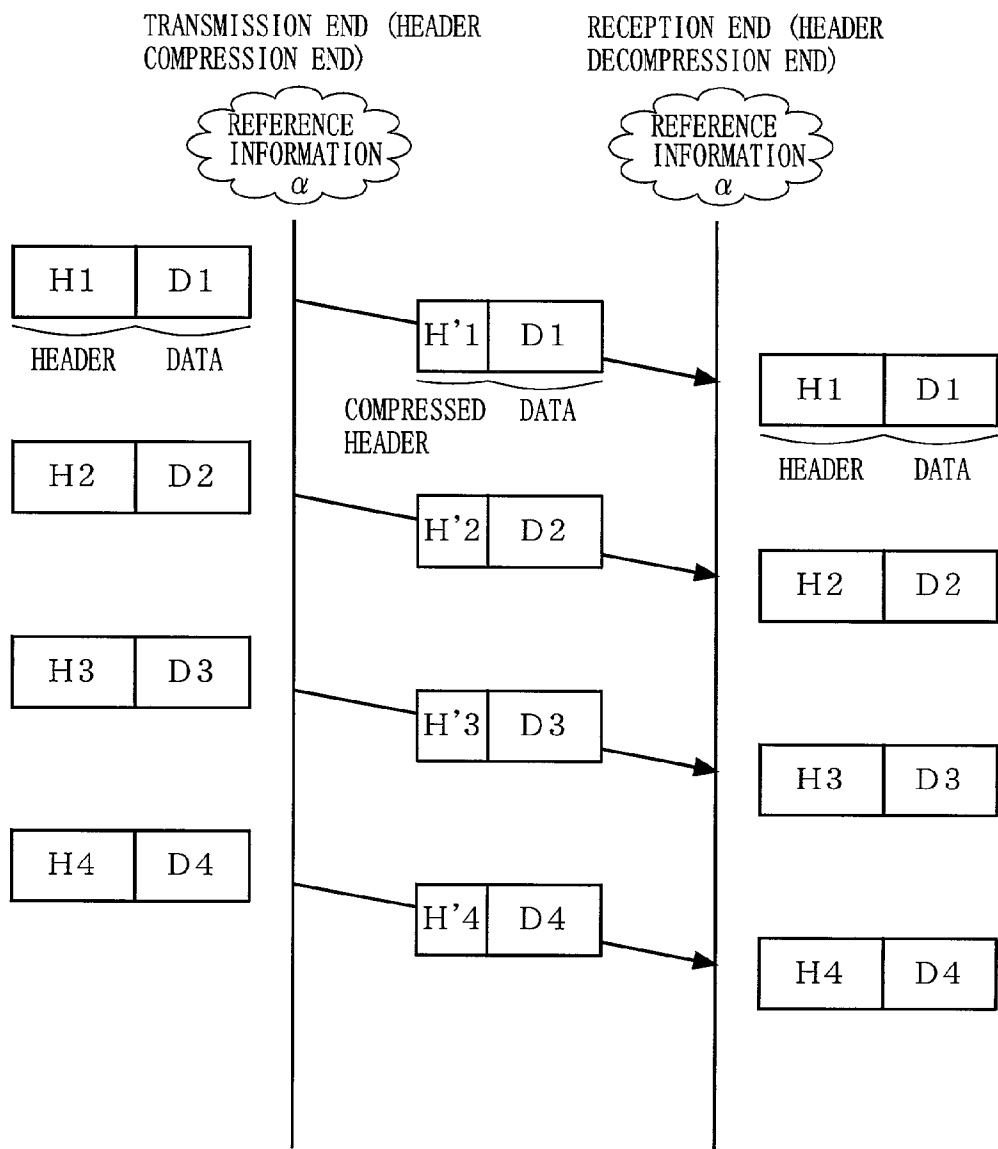 TRANSMISSION END (HEADER
COMPRESSION END)
RECEPTION END (HEADER
DECOMPRESSION END)
REFERENCE
INFORMATION
α
REFERENCE
INFORMATION
α
H1 D1
HEADER DATA
H'1 D1
COMPRESSED
HEADER
DATA
H1 D1
HEADER DATA
H2 D2
H'2 D2
H2 D2
H3 D3
H'3 D3
H3 D3
H4 D4
H'4 D4
H4 D4